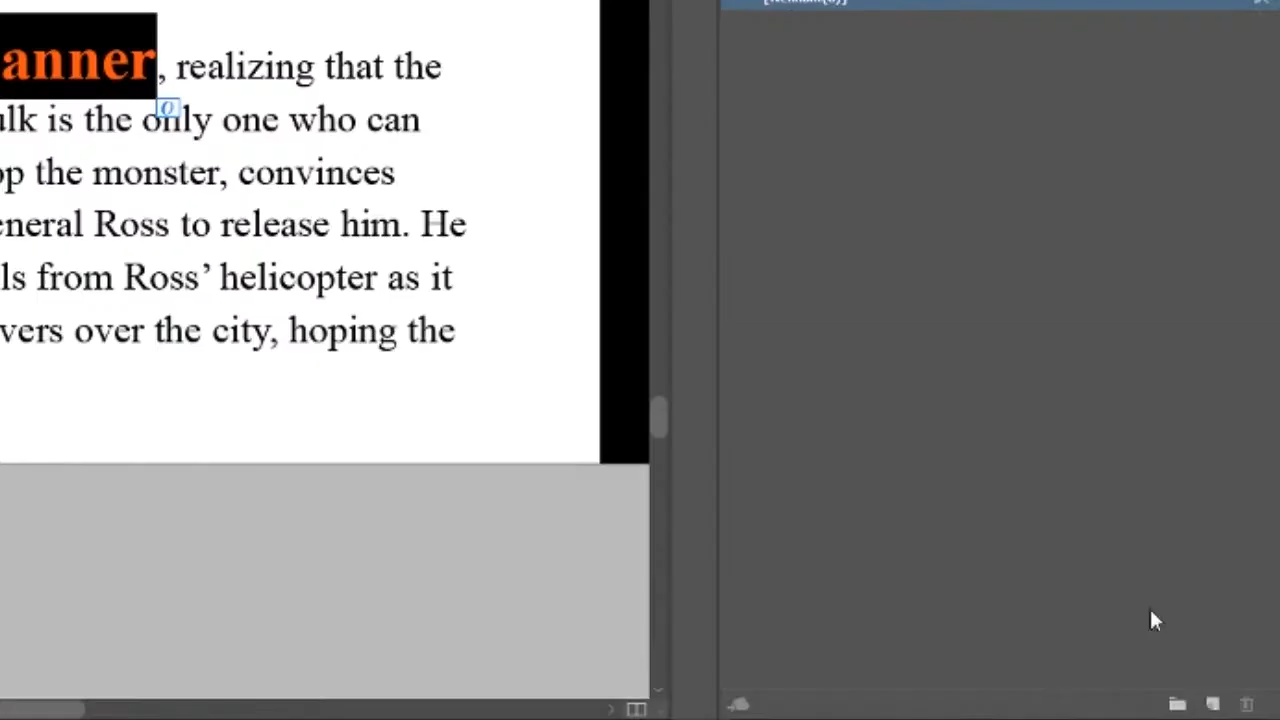 anner, realizing that the
ulk is the only one who can
op the monster, convinces
eneral Ross to release him. He
ls from Ross’ helicopter as it
vers over the city, hoping the